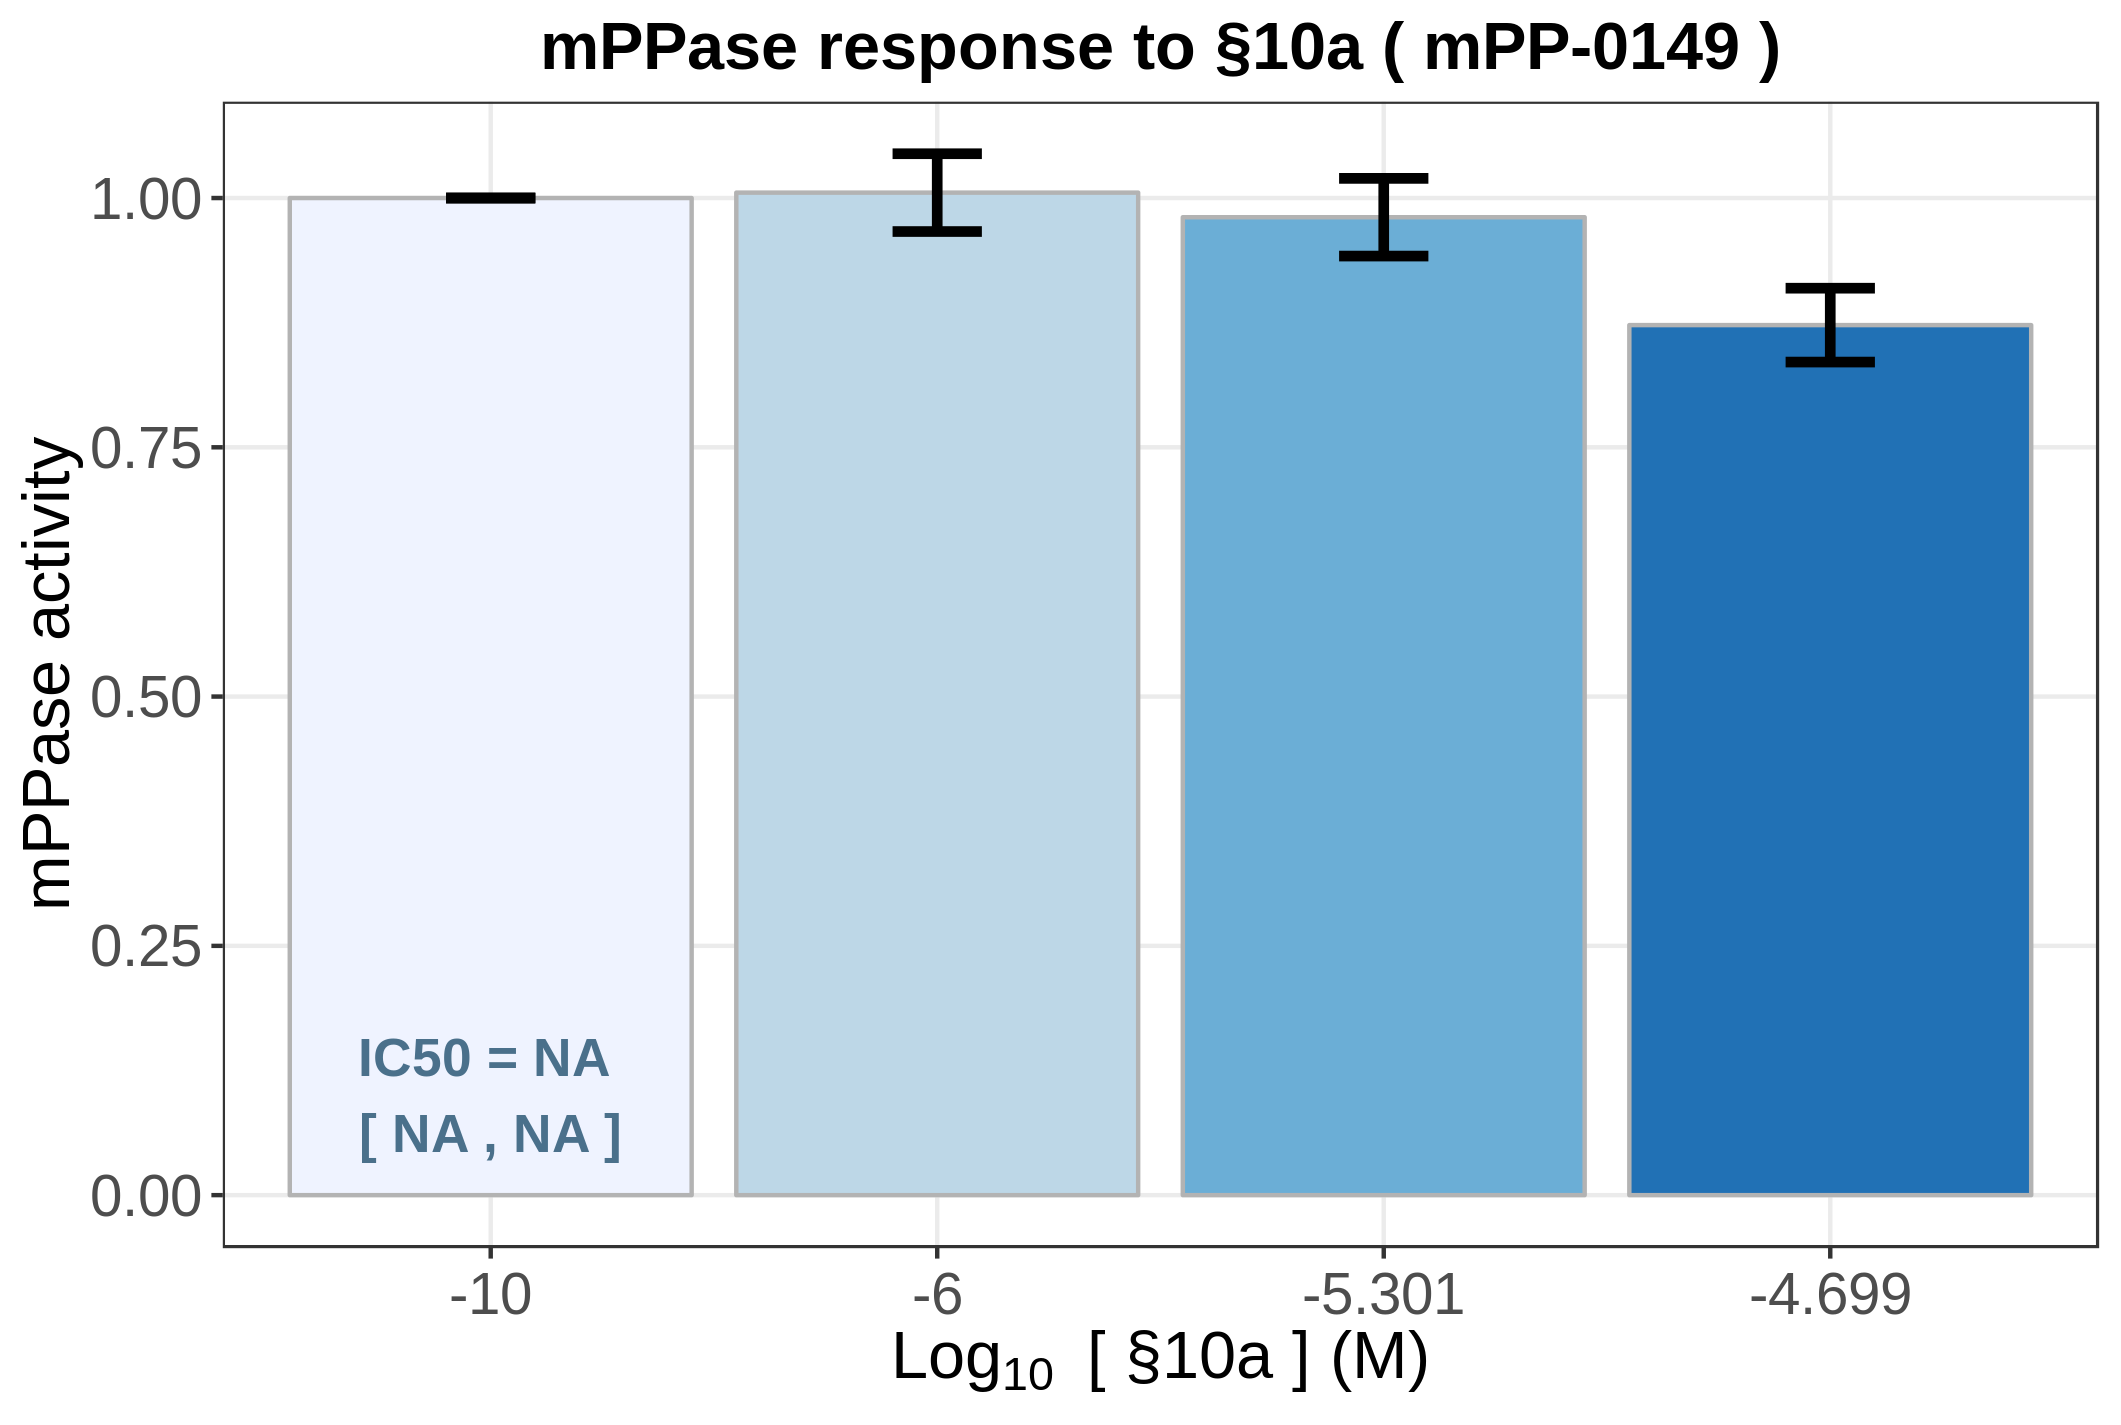 mPPase response to §10a ( mPP-0149 )
mPPase activity
1.00
0.75
0.50
0.25
0.00
IC50 = NA
[ NA , NA ]
-10
-6
-5.301
-4.699
Log10 [ §10a ] (M)